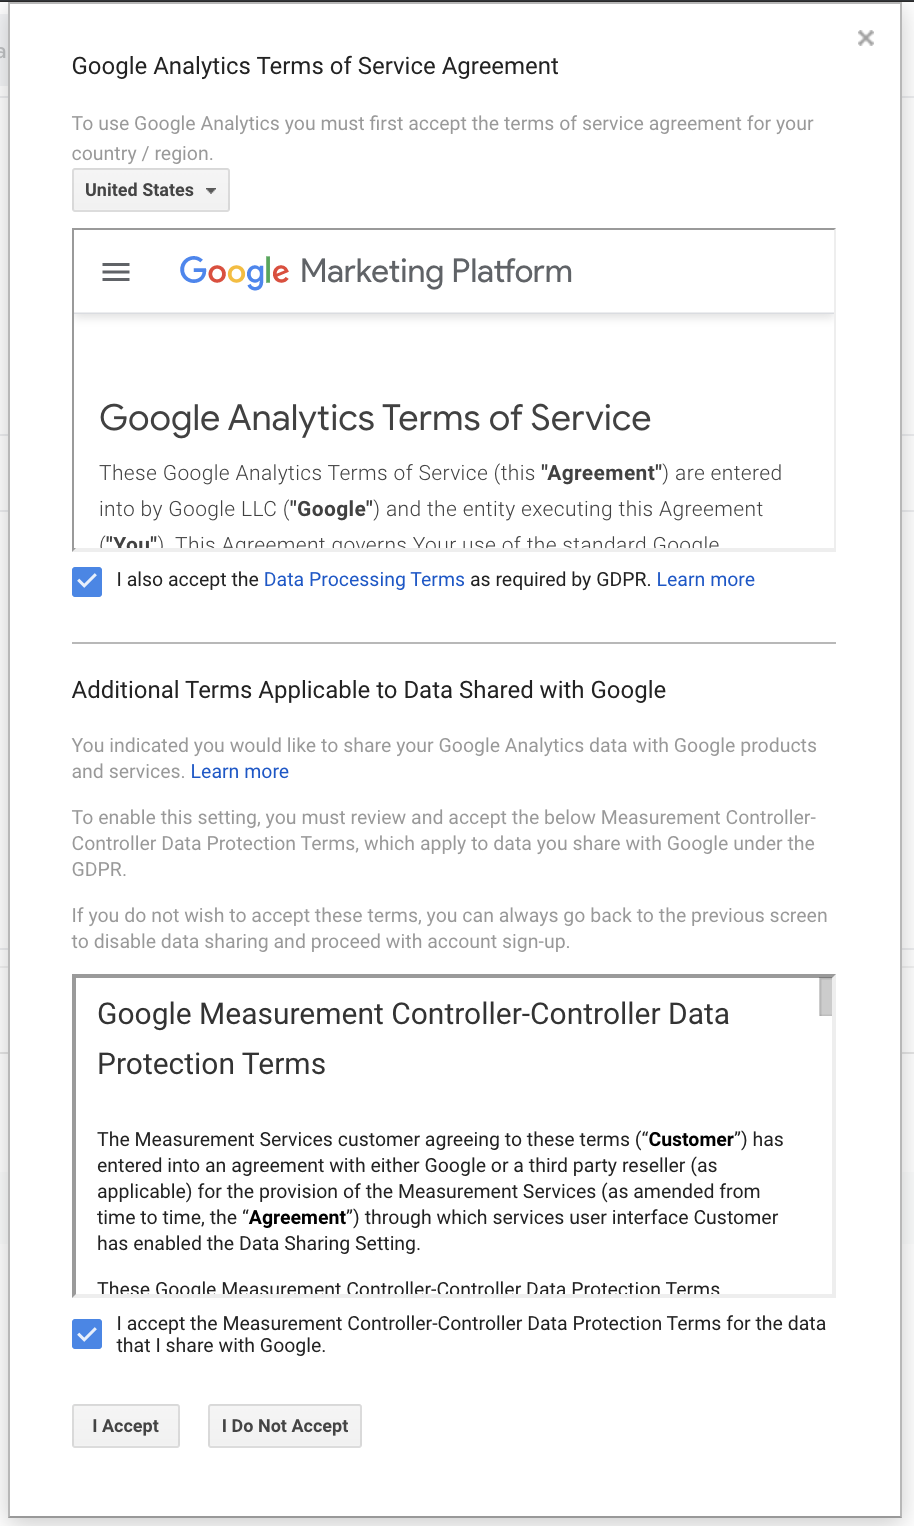 Google Analytics Terms of Service Agreement
To use Google Analytics you must first accept the terms of service agreement for your
country / region.
United States
Google Marketing Platform
Google Analytics Terms of Service
These Google Analytics Terms of Service (this "Agreement") are entered
into by Google LLC ("Google") and the entity executing this Agreement
("You"). This Agreement governs Your use of the standard Google
I also accept the Data Processing Terms as required by GDPR. Learn more
Additional Terms Applicable to Data Shared with Google
You indicated you would like to share your Google Analytics data with Google products
and services. Learn more
To enable this setting, you must review and accept the below Measurement Controller-
Controller Data Protection Terms, which apply to data you share with Google under the
GDPR.
If you do not wish to accept these terms, you can always go back to the previous screen
to disable data sharing and proceed with account sign-up.
Google Measurement Controller-Controller Data
Protection Terms
The Measurement Services customer agreeing to these terms (“Customer”) has
entered into an agreement with either Google or a third party reseller (as
applicable) for the provision of the Measurement Services (as amended from
time to time, the “Agreement”) through which services user interface Customer
has enabled the Data Sharing Setting.
These Google Measurement Controller-Controller Data Protection Terms
I accept the Measurement Controller-Controller Data Protection Terms for the data
that I share with Google.
I Accept
I Do Not Accept